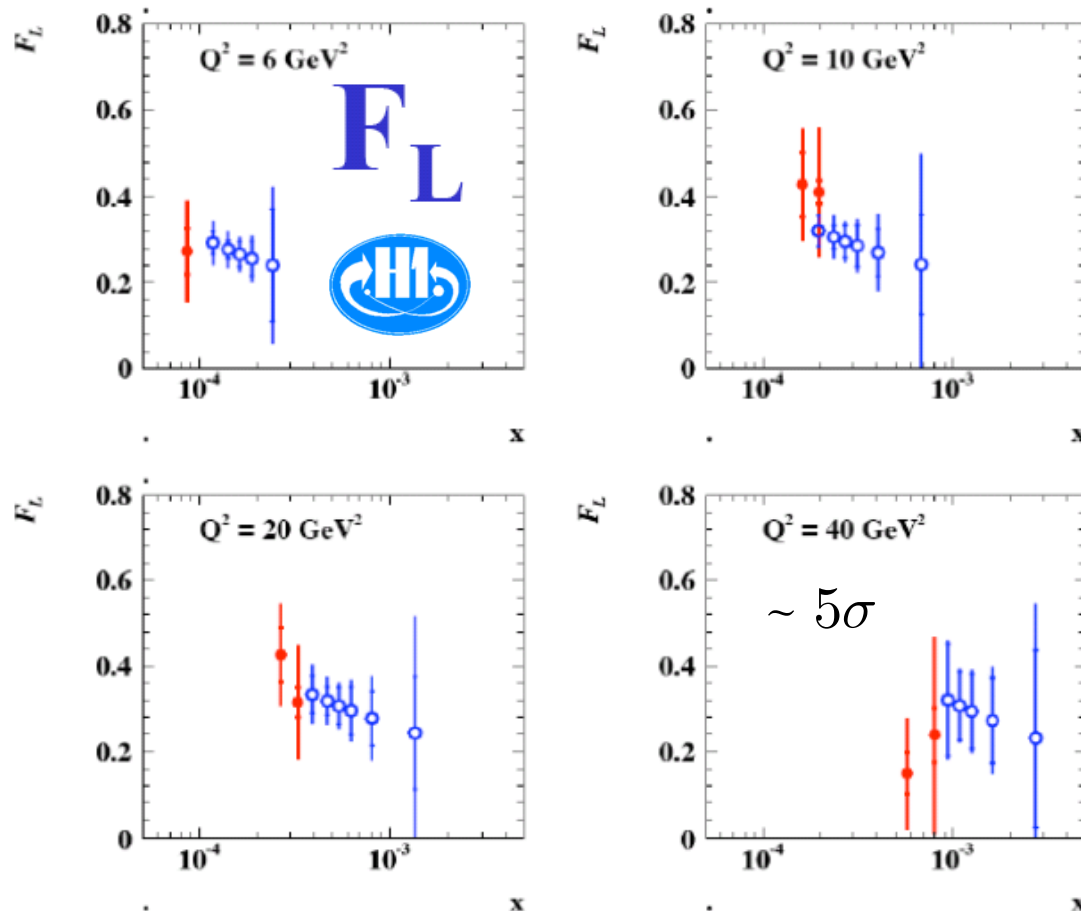 F_L
0.8
Q² = 6 GeV²
0.6
F_L
0.4
H1
0.2
0
10⁻⁴
10⁻³
x
F_L
0.8
Q² = 10 GeV²
0.6
0.4
0.2
0
10⁻⁴
10⁻³
x
F_L
0.8
Q² = 20 GeV²
0.6
0.4
0.2
0
10⁻⁴
10⁻³
x
F_L
0.8
Q² = 40 GeV²
0.6
~ 5σ
0.4
0.2
0
10⁻⁴
10⁻³
x